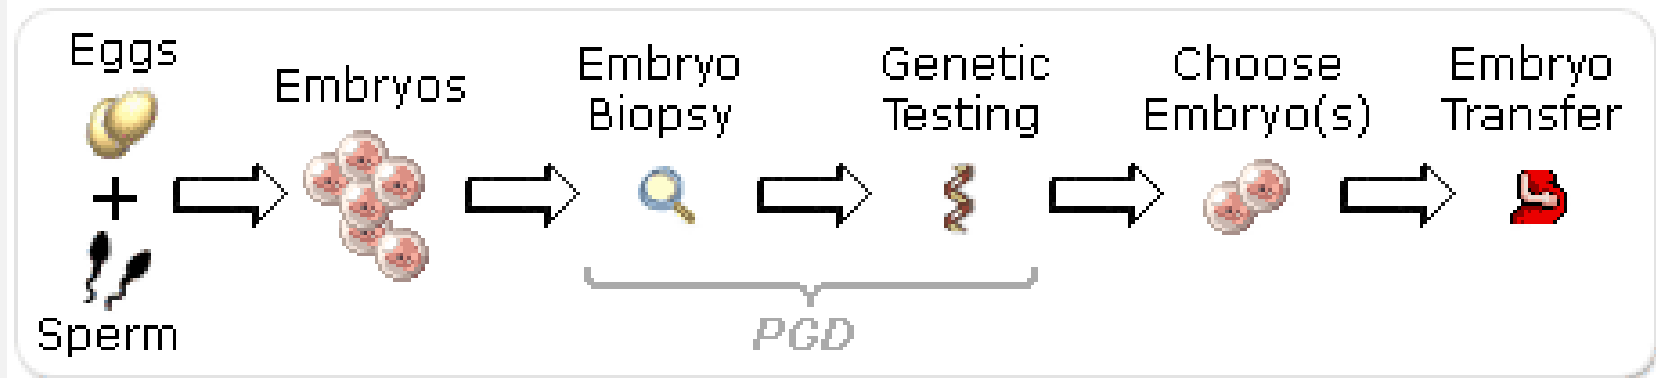 Eggs
+
Sperm
Embryos
Embryo
Biopsy
Genetic
Testing
PGD
Choose
Embryo(s)
Embryo
Transfer